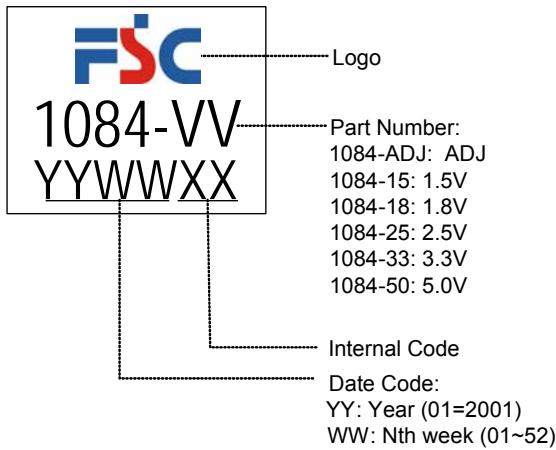 FSC
1084-VV
YYWWXX
Logo
Part Number:
1084-ADJ: ADJ
1084-15: 1.5V
1084-18: 1.8V
1084-25: 2.5V
1084-33: 3.3V
1084-50: 5.0V
Internal Code
Date Code:
YY: Year (01=2001)
WW: Nth week (01~52)